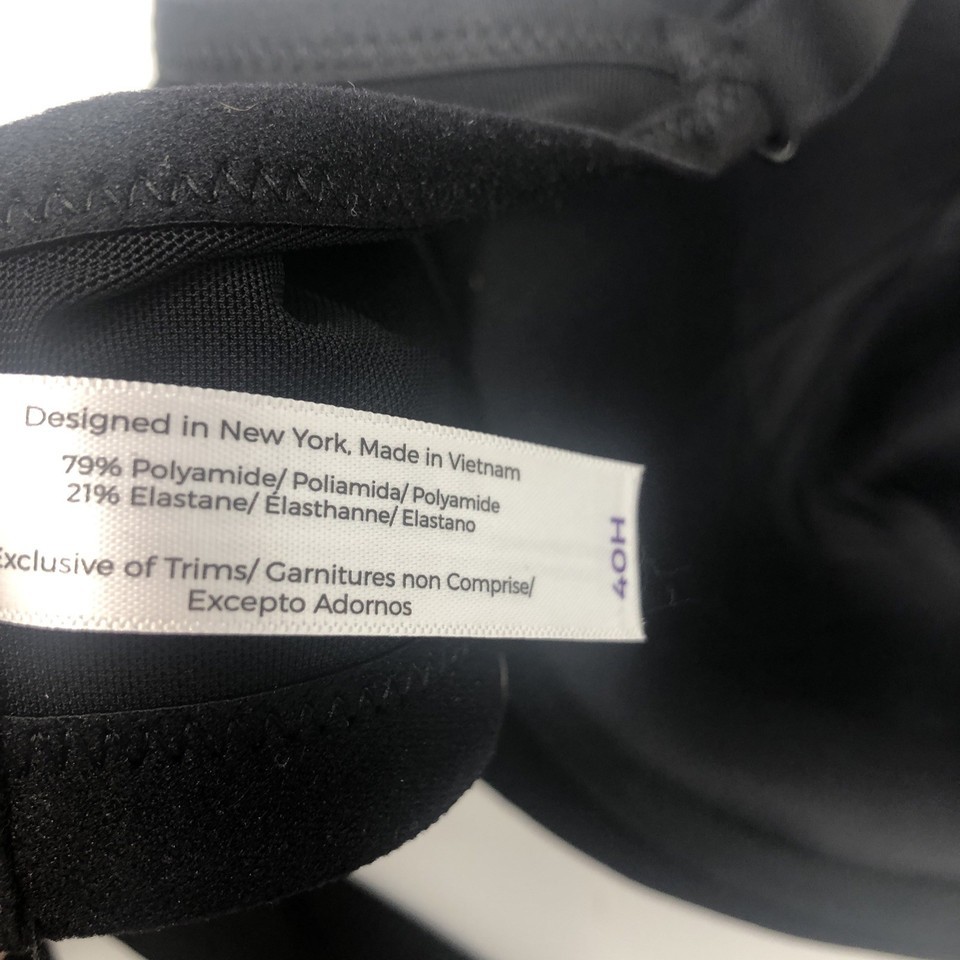 Designed in New York, Made in Vietnam
79% Polyamide/ Poliamida/ Polyamide
21% Elastane/ Élasthanne/ Elastano
Exclusive of Trims/ Garnitures non Comprise/
Excepto Adornos
40H